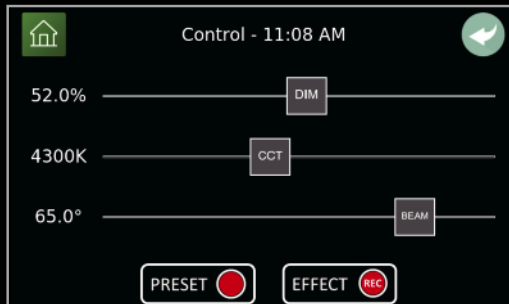 Control - 11:08 AM
52.0% DIM
4300K CCT
65.0° BEAM
PRESET EFFECT REC